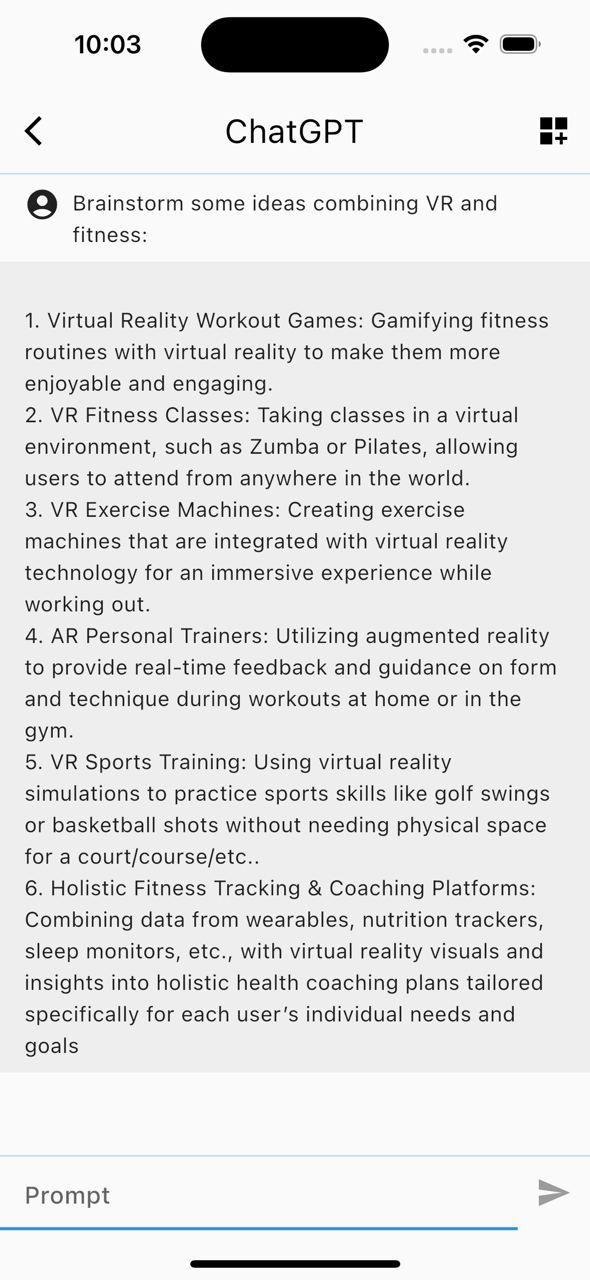 10:03
ChatGPT
Brainstorm some ideas combining VR and
fitness:
1. Virtual Reality Workout Games: Gamifying fitness
routines with virtual reality to make them more
enjoyable and engaging.
2. VR Fitness Classes: Taking classes in a virtual
environment, such as Zumba or Pilates, allowing
users to attend from anywhere in the world.
3. VR Exercise Machines: Creating exercise
machines that are integrated with virtual reality
technology for an immersive experience while
working out.
4. AR Personal Trainers: Utilizing augmented reality
to provide real-time feedback and guidance on form
and technique during workouts at home or in the
gym.
5. VR Sports Training: Using virtual reality
simulations to practice sports skills like golf swings
or basketball shots without needing physical space
for a court/course/etc..
6. Holistic Fitness Tracking & Coaching Platforms:
Combining data from wearables, nutrition trackers,
sleep monitors, etc., with virtual reality visuals and
insights into holistic health coaching plans tailored
specifically for each user’s individual needs and
goals
Prompt